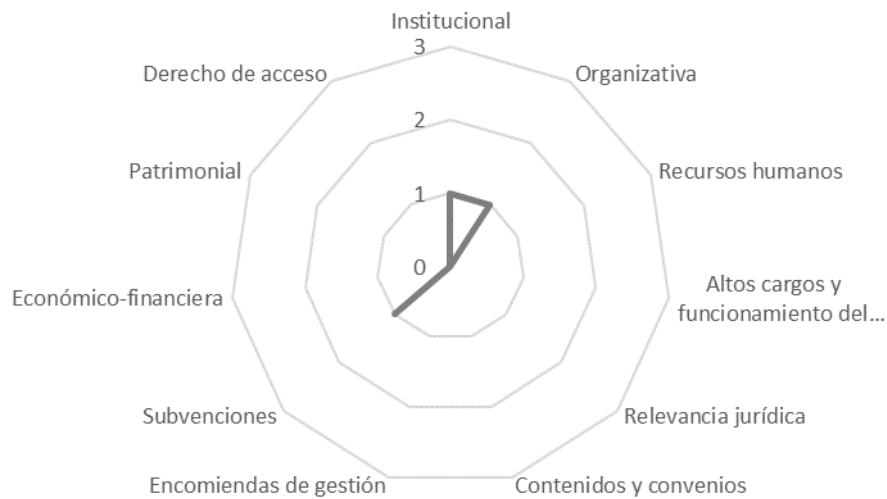 Institucional
3
Derecho de acceso
Organizativa
2
Patrimonial
Recursos humanos
1
0
Económico-financiera
Altos cargos y
funcionamiento del...
Subvenciones
Relevancia jurídica
Encomiendas de gestión
Contenidos y convenios